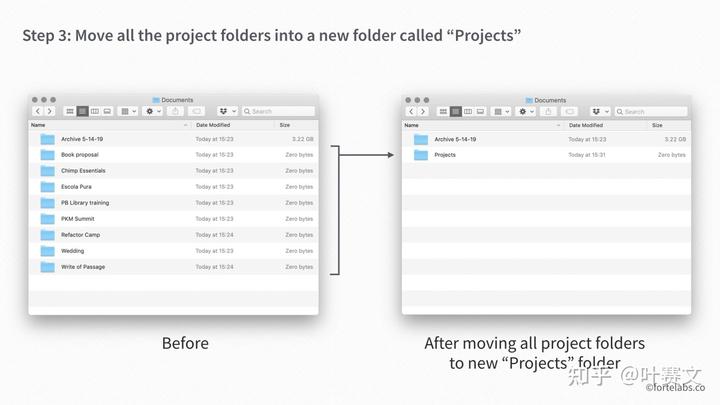 Step 3: Move all the project folders into a new folder called “Projects”
Documents
Search
Name Date Modified Size
Archive 5-14-19 Today at 15:23 3.22 GB
Book proposal Today at 15:23 Zero bytes
Chimp Essentials Today at 15:23 Zero bytes
Escola Pura Today at 15:23 Zero bytes
PB Library training Today at 15:23 Zero bytes
PKM Summit Today at 15:23 Zero bytes
Refactor Camp Today at 15:24 Zero bytes
Wedding Today at 15:23 Zero bytes
Write of Passage Today at 15:24 Zero bytes
Before
Documents
Search
Name Date Modified Size
Archive 5-14-19 Today at 15:23 3.22 GB
Projects Today at 15:31 Zero bytes
After moving all project folders
to new “Projects” folder
知乎 @叶赛文
©fortelabs.co